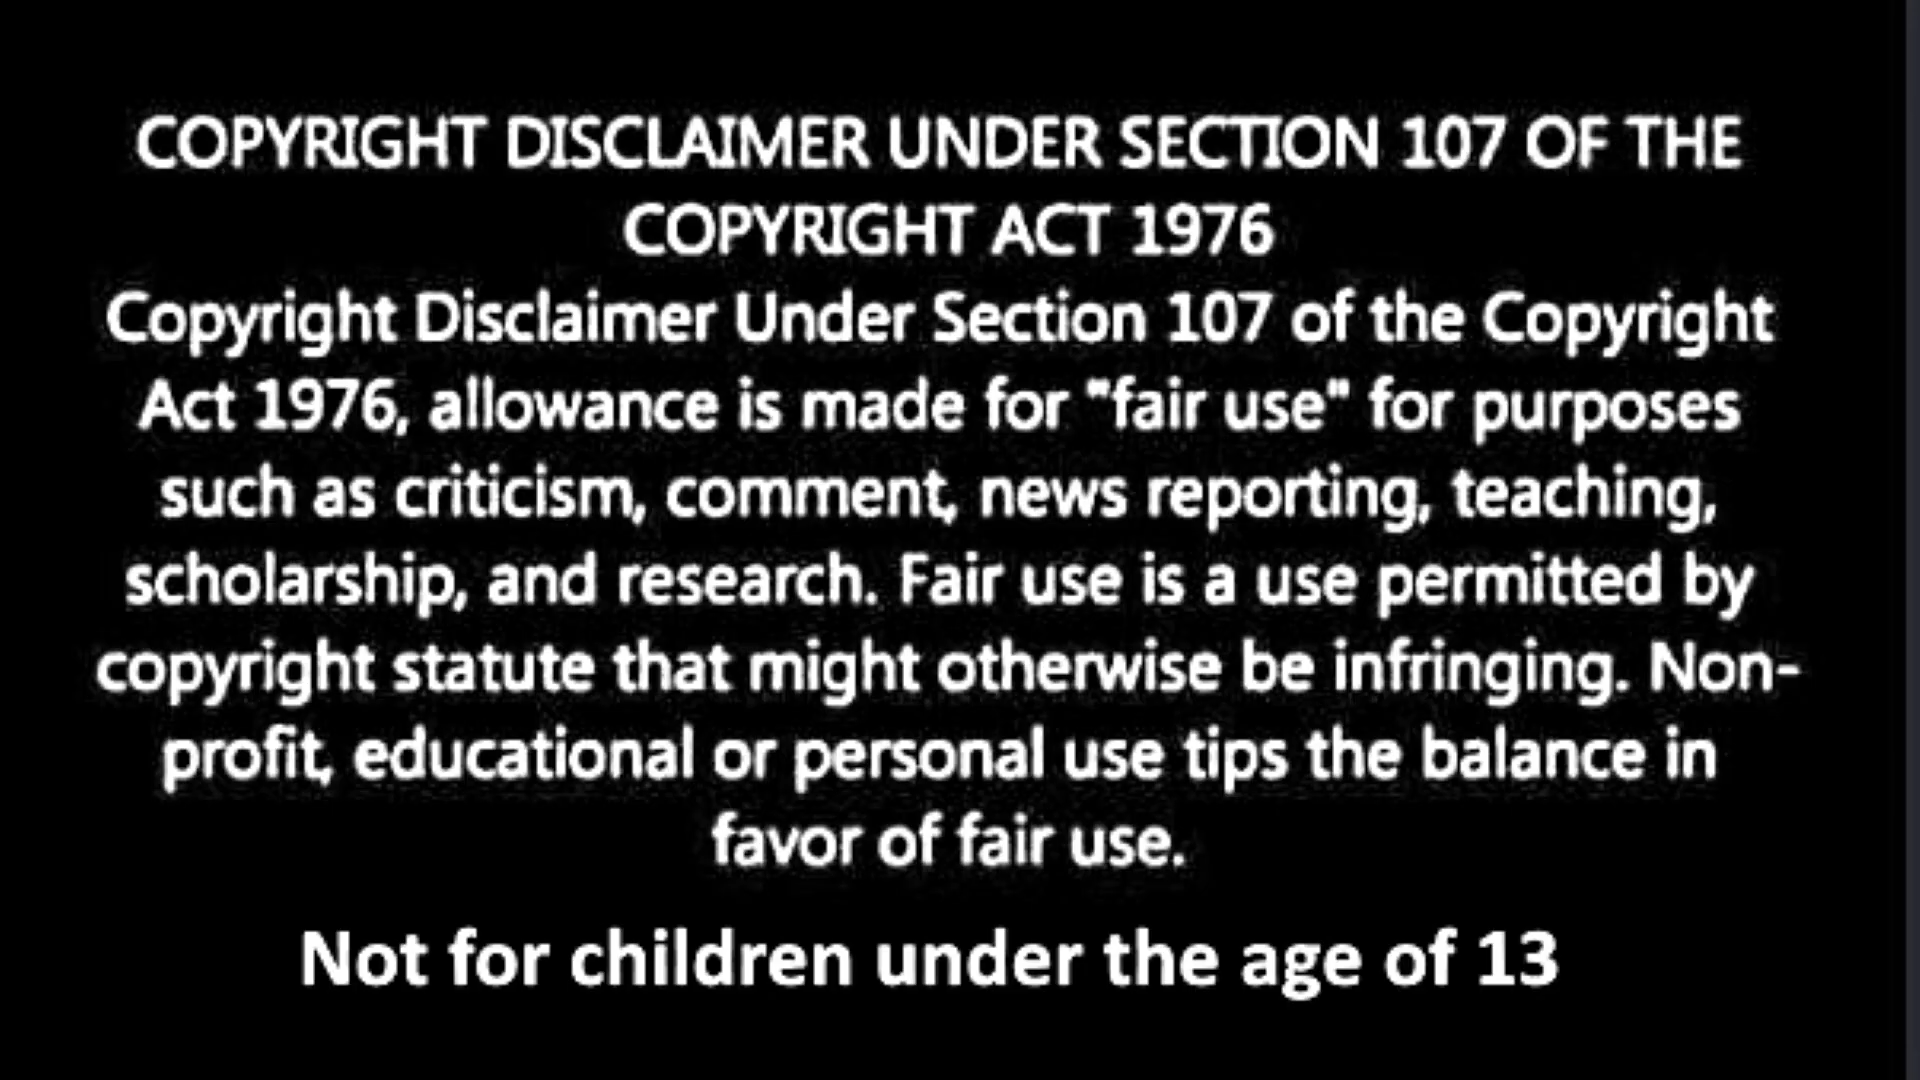 COPYRIGHT DISCLAIMER UNDER SECTION 107 OF THE
COPYRIGHT ACT 1976
Copyright Disclaimer Under Section 107 of the Copyright
Act 1976, allowance is made for "fair use" for purposes
such as criticism, comment, news reporting, teaching,
scholarship, and research. Fair use is a use permitted by
copyright statute that might otherwise be infringing. Non-
profit, educational or personal use tips the balance in
favor of fair use.
Not for children under the age of 13